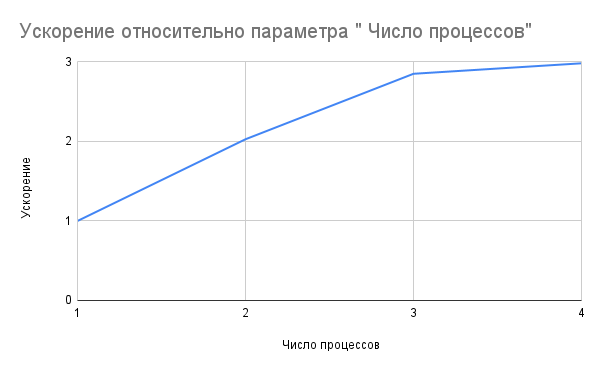 Ускорение относительно параметра " Число процессов"
3
2
1
0
Ускорение
1 2 3 4
Число процессов